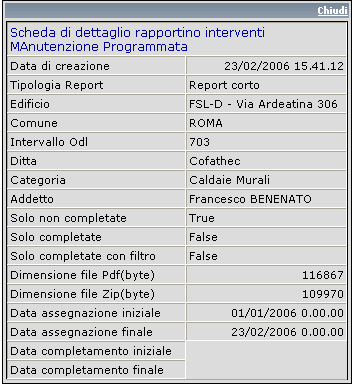 Chiudi
Scheda di dettaglio rapportino interventi
MAnutenzione Programmata
Data di creazione 23/02/2006 15.41.12
Tipologia Report Report corto
Edificio FSL-D - Via Ardeatina 306
Comune ROMA
Intervallo Odl 703
Ditta Cofathec
Categoria Caldaie Murali
Addetto Francesco BENENATO
Solo non completate True
Solo completate False
Solo completate con filtro False
Dimensione file Pdf(byte) 116867
Dimensione file Zip(byte) 109970
Data assegnazione iniziale 01/01/2006 0.00.00
Data assegnazione finale 23/02/2006 0.00.00
Data completamento iniziale
Data completamento finale